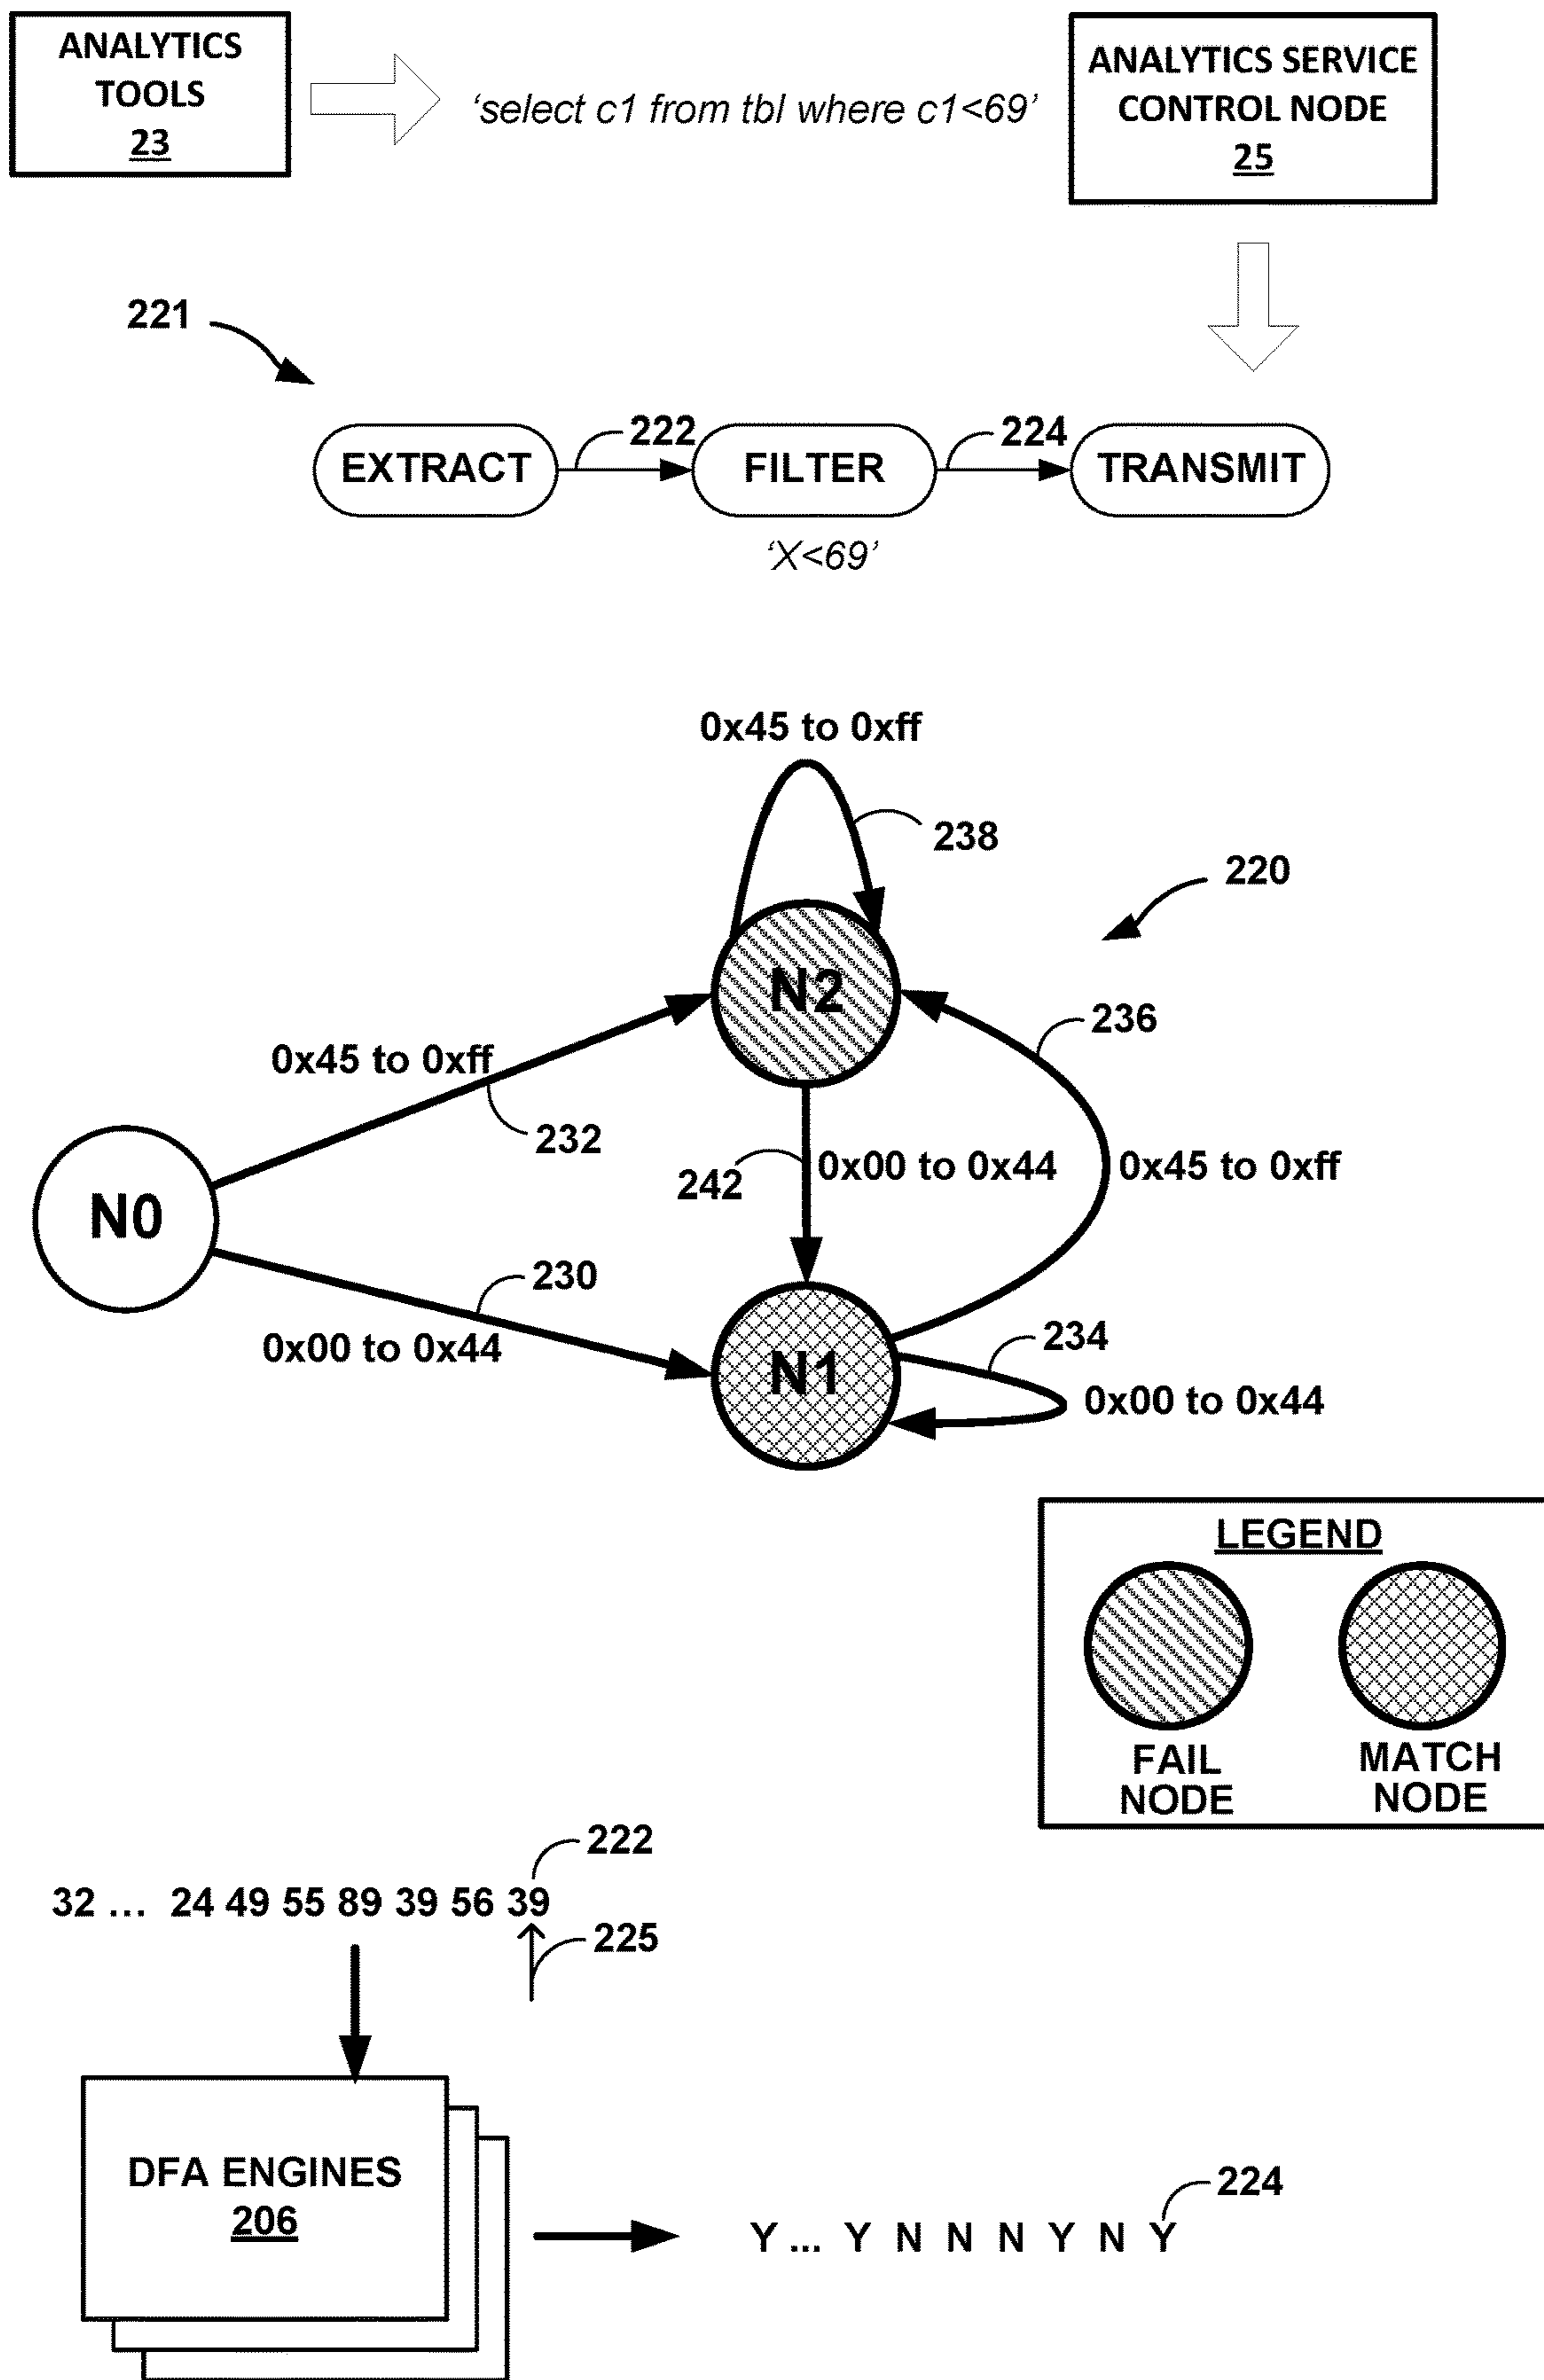 ANALYTICS
TOOLS
23
'select c1 from tbl where c1<69'
ANALYTICS SERVICE
CONTROL NODE
25
221
EXTRACT
222
FILTER
224
TRANSMIT
'X<69'
0x45 to 0xff
238
220
N2
236
0x45 to 0xff
232
242
0x00 to 0x44
0x45 to 0xff
N0
230
0x00 to 0x44
234
N1
0x00 to 0x44
LEGEND
FAIL
NODE
MATCH
NODE
222
32 ... 24 49 55 89 39 56 39
225
DFA ENGINES
206
224
Y ... Y N N N Y N Y